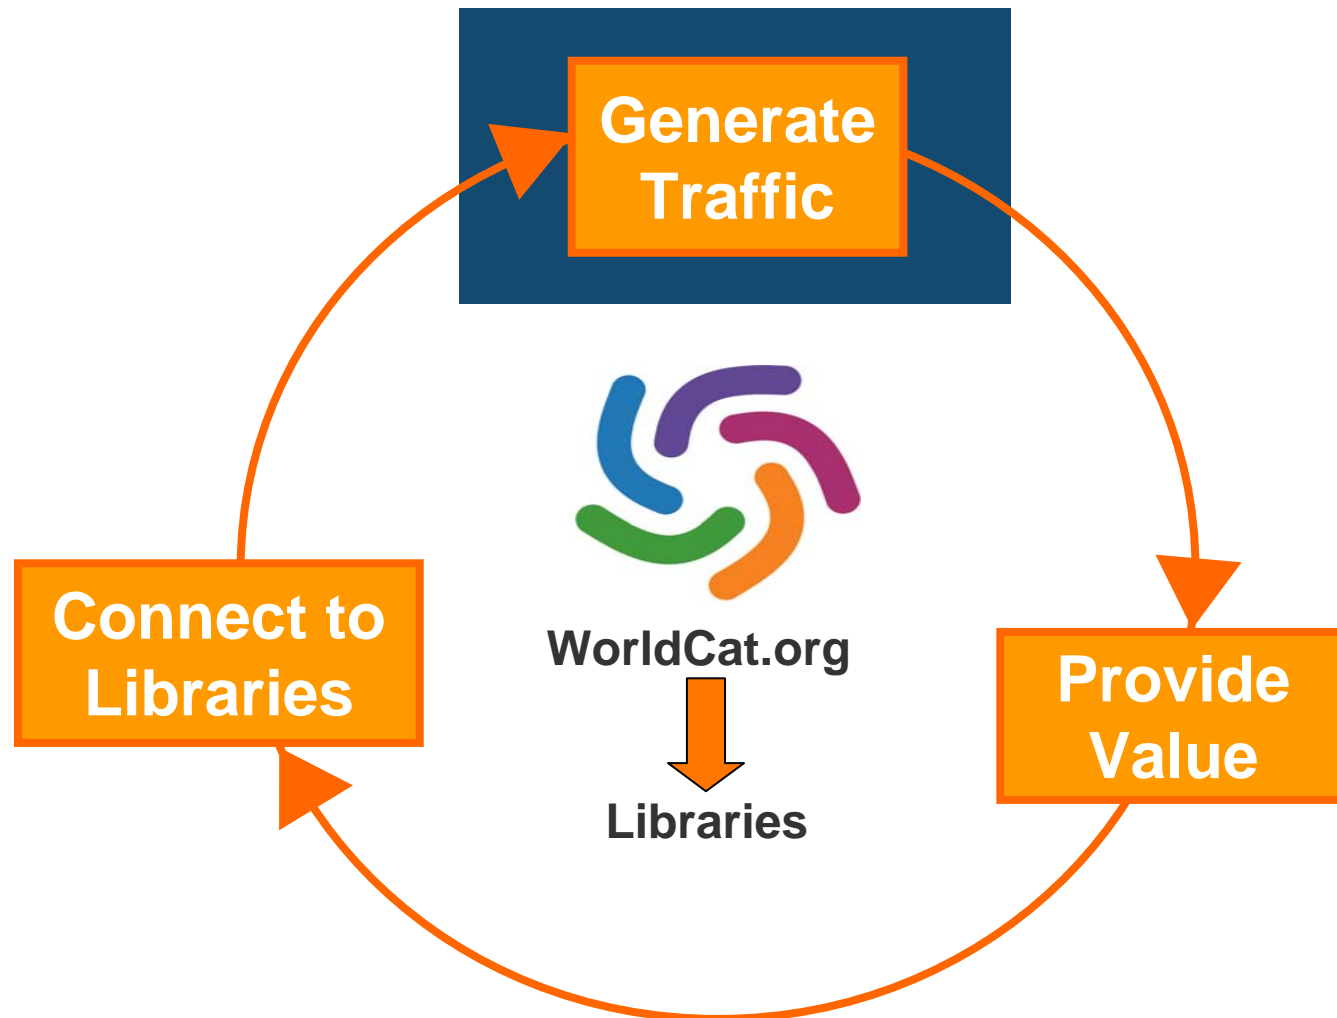 Generate
Traffic
Connect to
Libraries
WorldCat.org
Provide
Value
Libraries